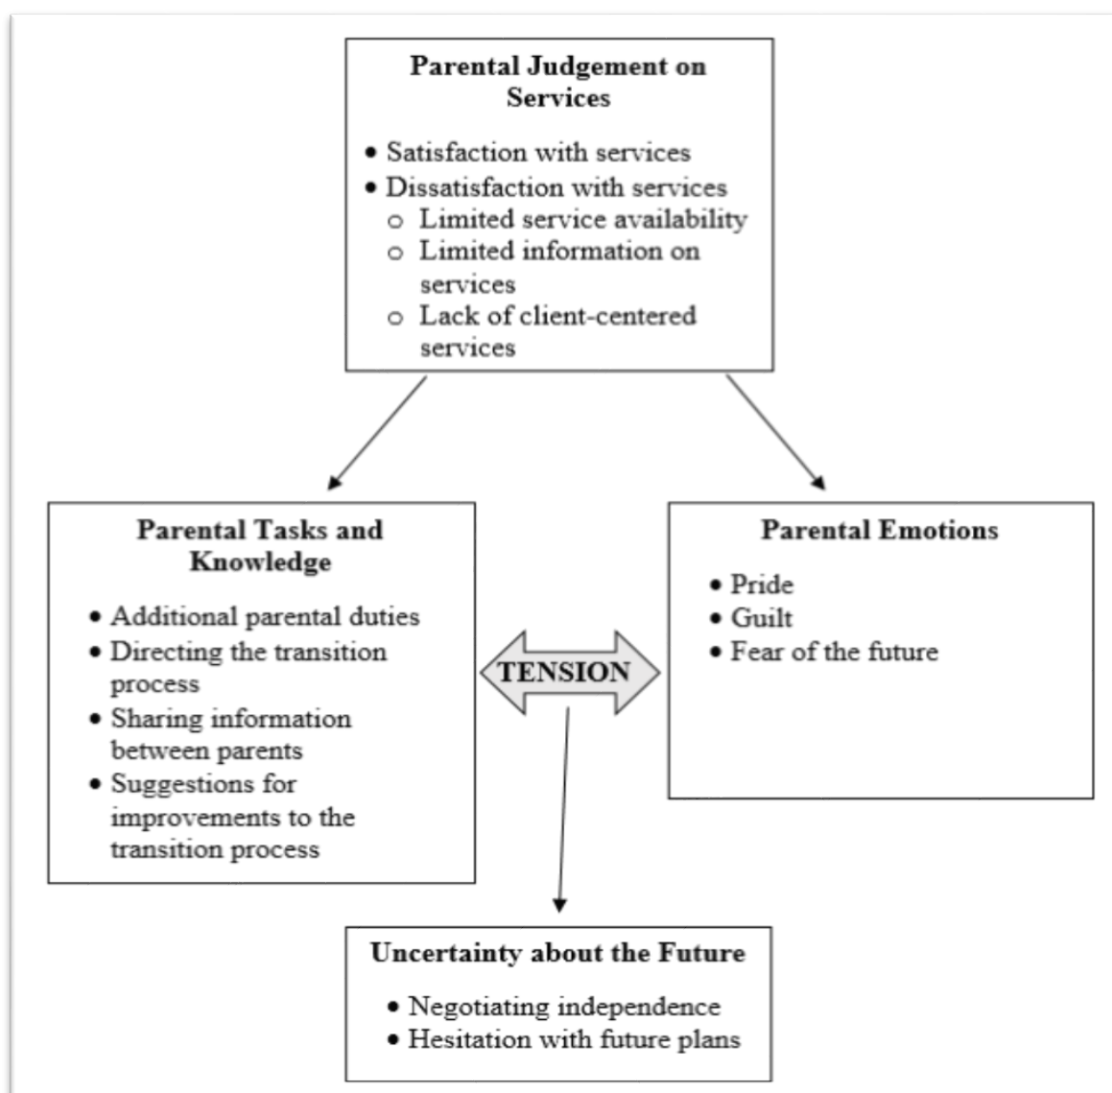 Parental Judgement on
Services
• Satisfaction with services
• Dissatisfaction with services
o Limited service availability
o Limited information on
services
o Lack of client-centered
services
Parental Tasks and
Knowledge
• Additional parental duties
• Directing the transition
process
• Sharing information
between parents
• Suggestions for
improvements to the
transition process
TENSION
Parental Emotions
• Pride
• Guilt
• Fear of the future
Uncertainty about the Future
• Negotiating independence
• Hesitation with future plans